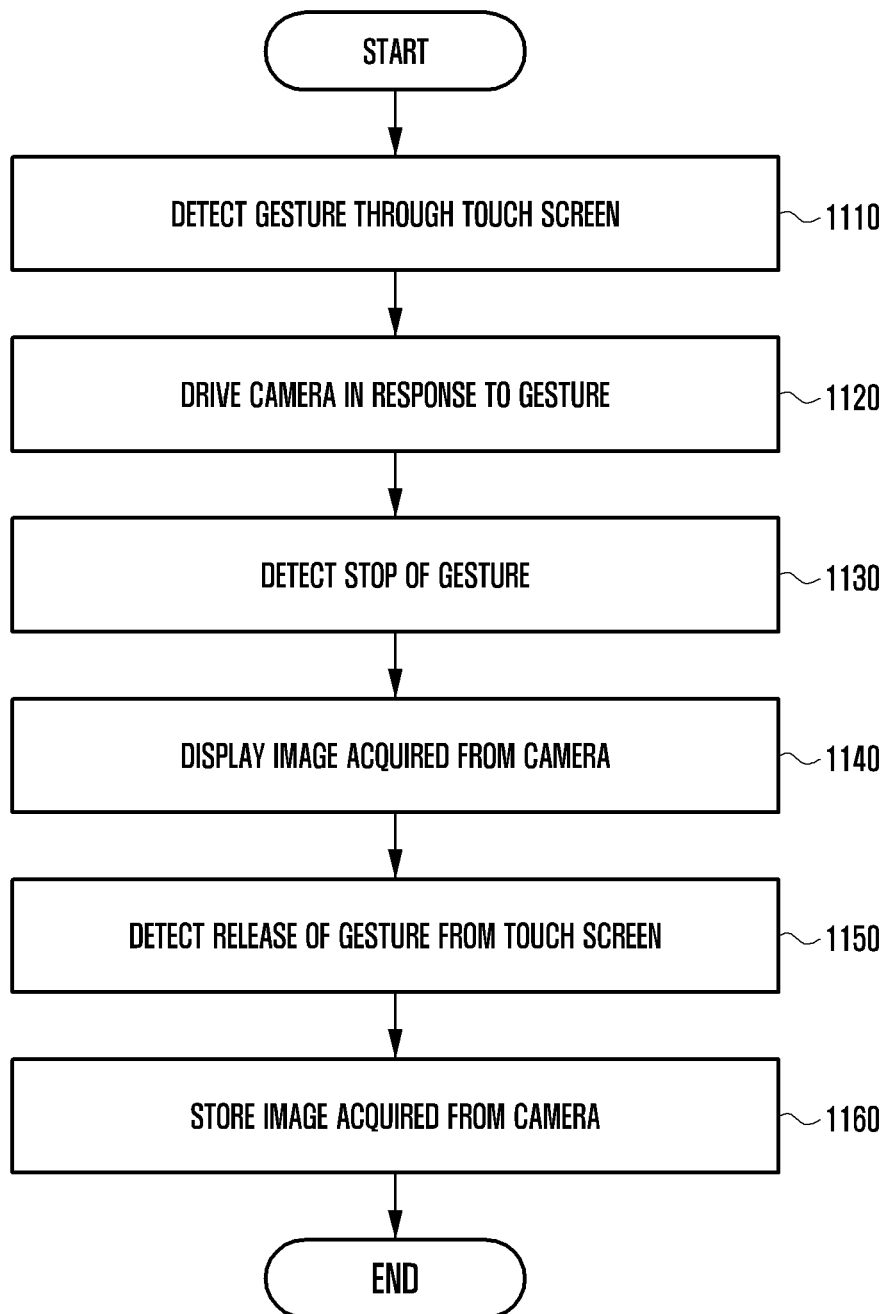 START
DETECT GESTURE THROUGH TOUCH SCREEN
1110
DRIVE CAMERA IN RESPONSE TO GESTURE
1120
DETECT STOP OF GESTURE
1130
DISPLAY IMAGE ACQUIRED FROM CAMERA
1140
DETECT RELEASE OF GESTURE FROM TOUCH SCREEN
1150
STORE IMAGE ACQUIRED FROM CAMERA
1160
END